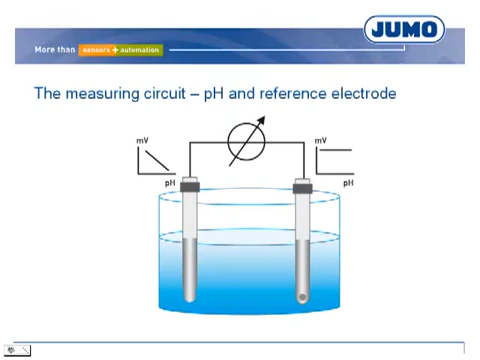 JUMO
More than sensors + automation
The measuring circuit – pH and reference electrode
mV
pH
mV
pH